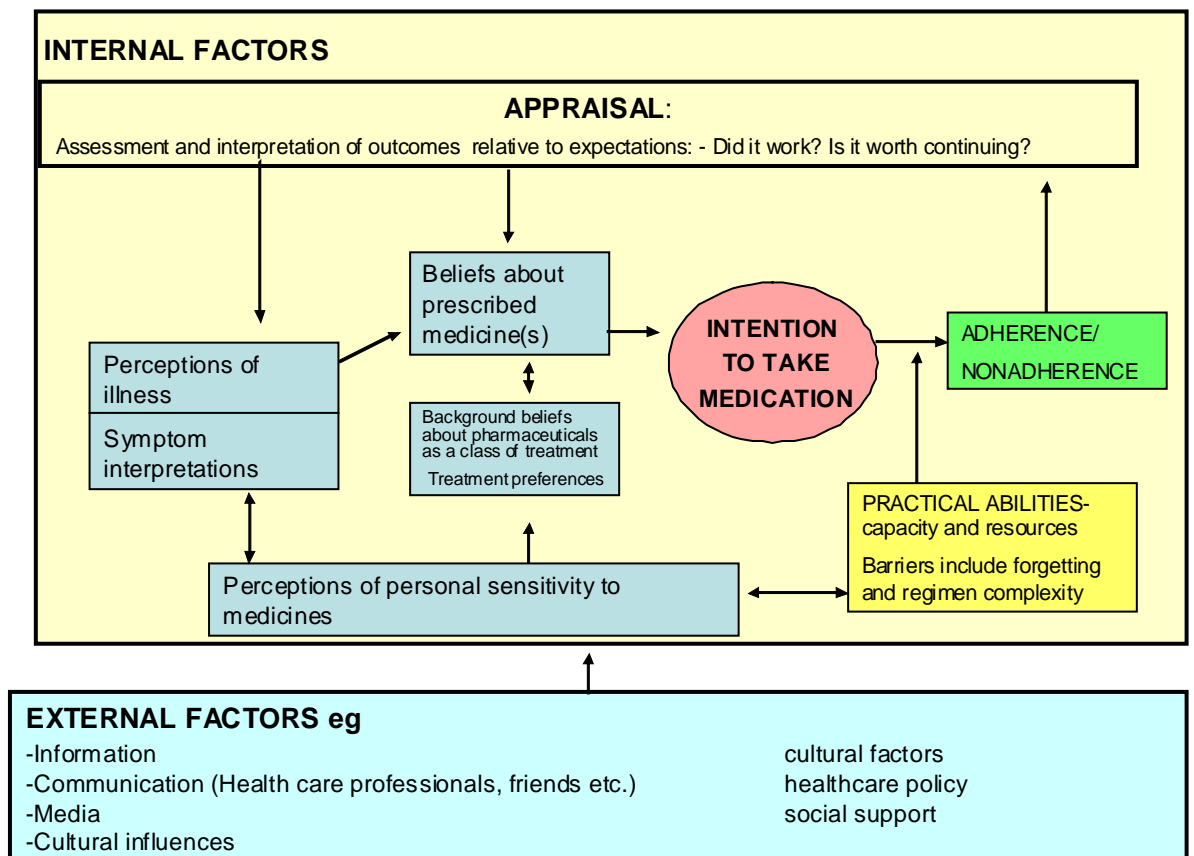 INTERNAL FACTORS
APPRAISAL:
Assessment and interpretation of outcomes relative to expectations: - Did it work? Is it worth continuing?
Beliefs about
prescribed
medicine(s)
INTENTION
TO TAKE
MEDICATION
ADHERENCE/
NONADHERENCE
Perceptions of
illness
Symptom
interpretations
Background beliefs
about pharmaceuticals
as a class of treatment
Treatment preferences
PRACTICAL ABILITIES-
capacity and resources
Barriers include forgetting
and regimen complexity
Perceptions of personal sensitivity to
medicines
EXTERNAL FACTORS eg
-Information
-Communication (Health care professionals, friends etc.)
-Media
-Cultural influences
cultural factors
healthcare policy
social support